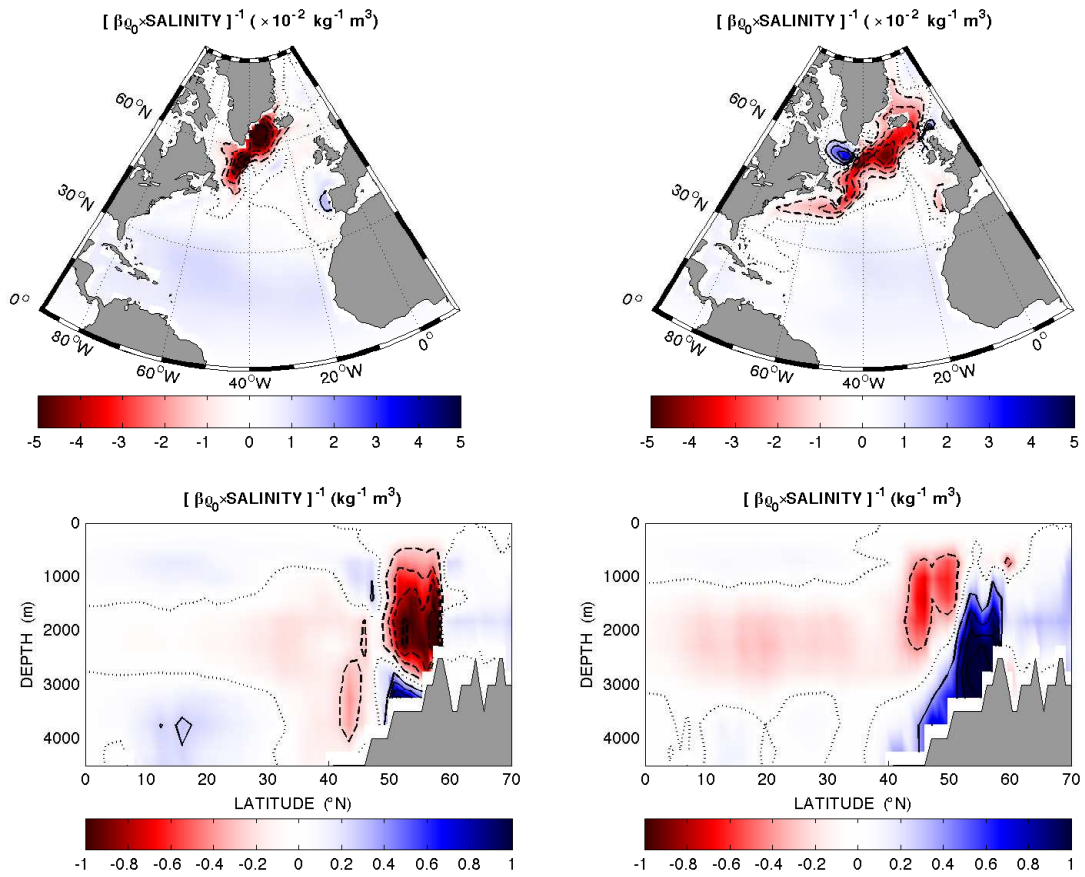 [ βϱ₀×SALINITY ]⁻¹ ( ×10⁻² kg⁻¹ m³)
60°N
30°N
0°
80°W
60°W
40°W
20°W
0°
-5 -4 -3 -2 -1 0 1 2 3 4 5
[ βϱ₀×SALINITY ]⁻¹ ( ×10⁻² kg⁻¹ m³)
60°N
30°N
0°
80°W
60°W
40°W
20°W
0°
-5 -4 -3 -2 -1 0 1 2 3 4 5
[ βϱ₀×SALINITY ]⁻¹ (kg⁻¹ m³)
DEPTH (m)
0
1000
2000
3000
4000
0 10 20 30 40 50 60 70
LATITUDE (°N)
-1 -0.8 -0.6 -0.4 -0.2 0 0.2 0.4 0.6 0.8 1
[ βϱ₀×SALINITY ]⁻¹ (kg⁻¹ m³)
DEPTH (m)
0
1000
2000
3000
4000
0 10 20 30 40 50 60 70
LATITUDE (°N)
-1 -0.8 -0.6 -0.4 -0.2 0 0.2 0.4 0.6 0.8 1